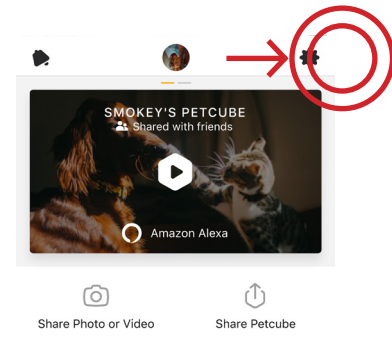 SMOKEY'S PETCUBE
Shared with friends
Amazon Alexa
Share Photo or Video
Share Petcube